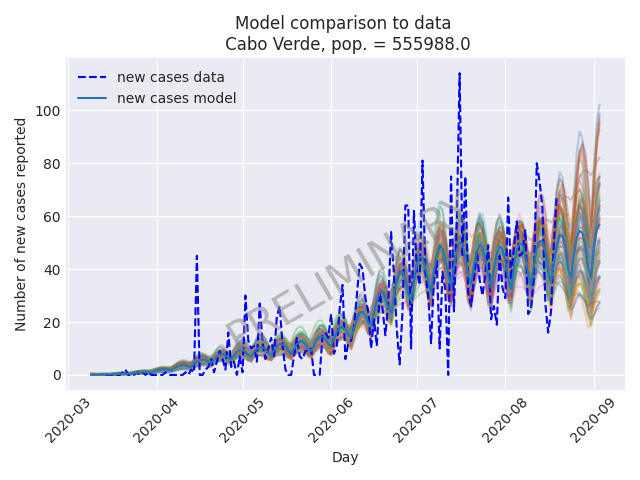 Model comparison to data
Cabo Verde, pop. = 555988.0
new cases data
new cases model
Number of new cases reported
100
80
60
40
20
0
PRELIMINARY
2020-03
2020-04
2020-05
2020-06
2020-07
2020-08
2020-09
Day